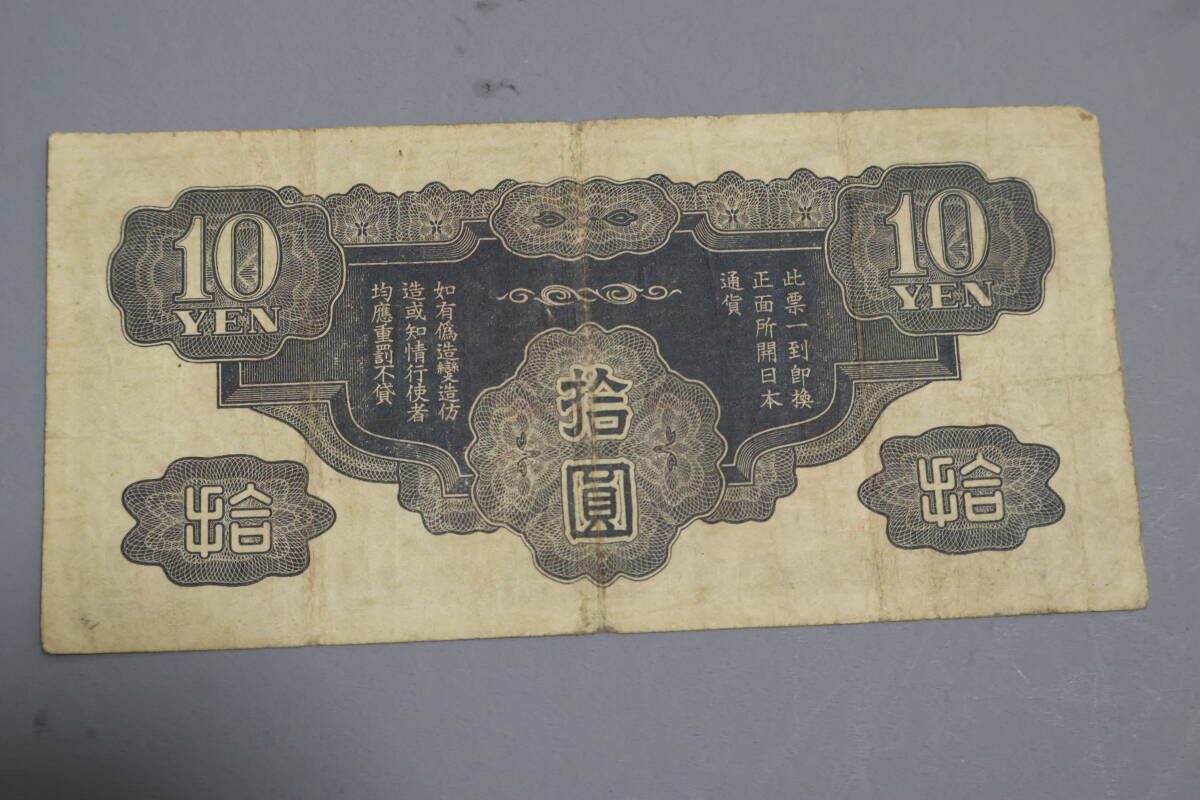 10
YEN
10
YEN
此票一到即換
正面所開日本
通貨
如有僞造變造仿
造或知情行使者
均應重罰不貸
拾圓
拾
拾